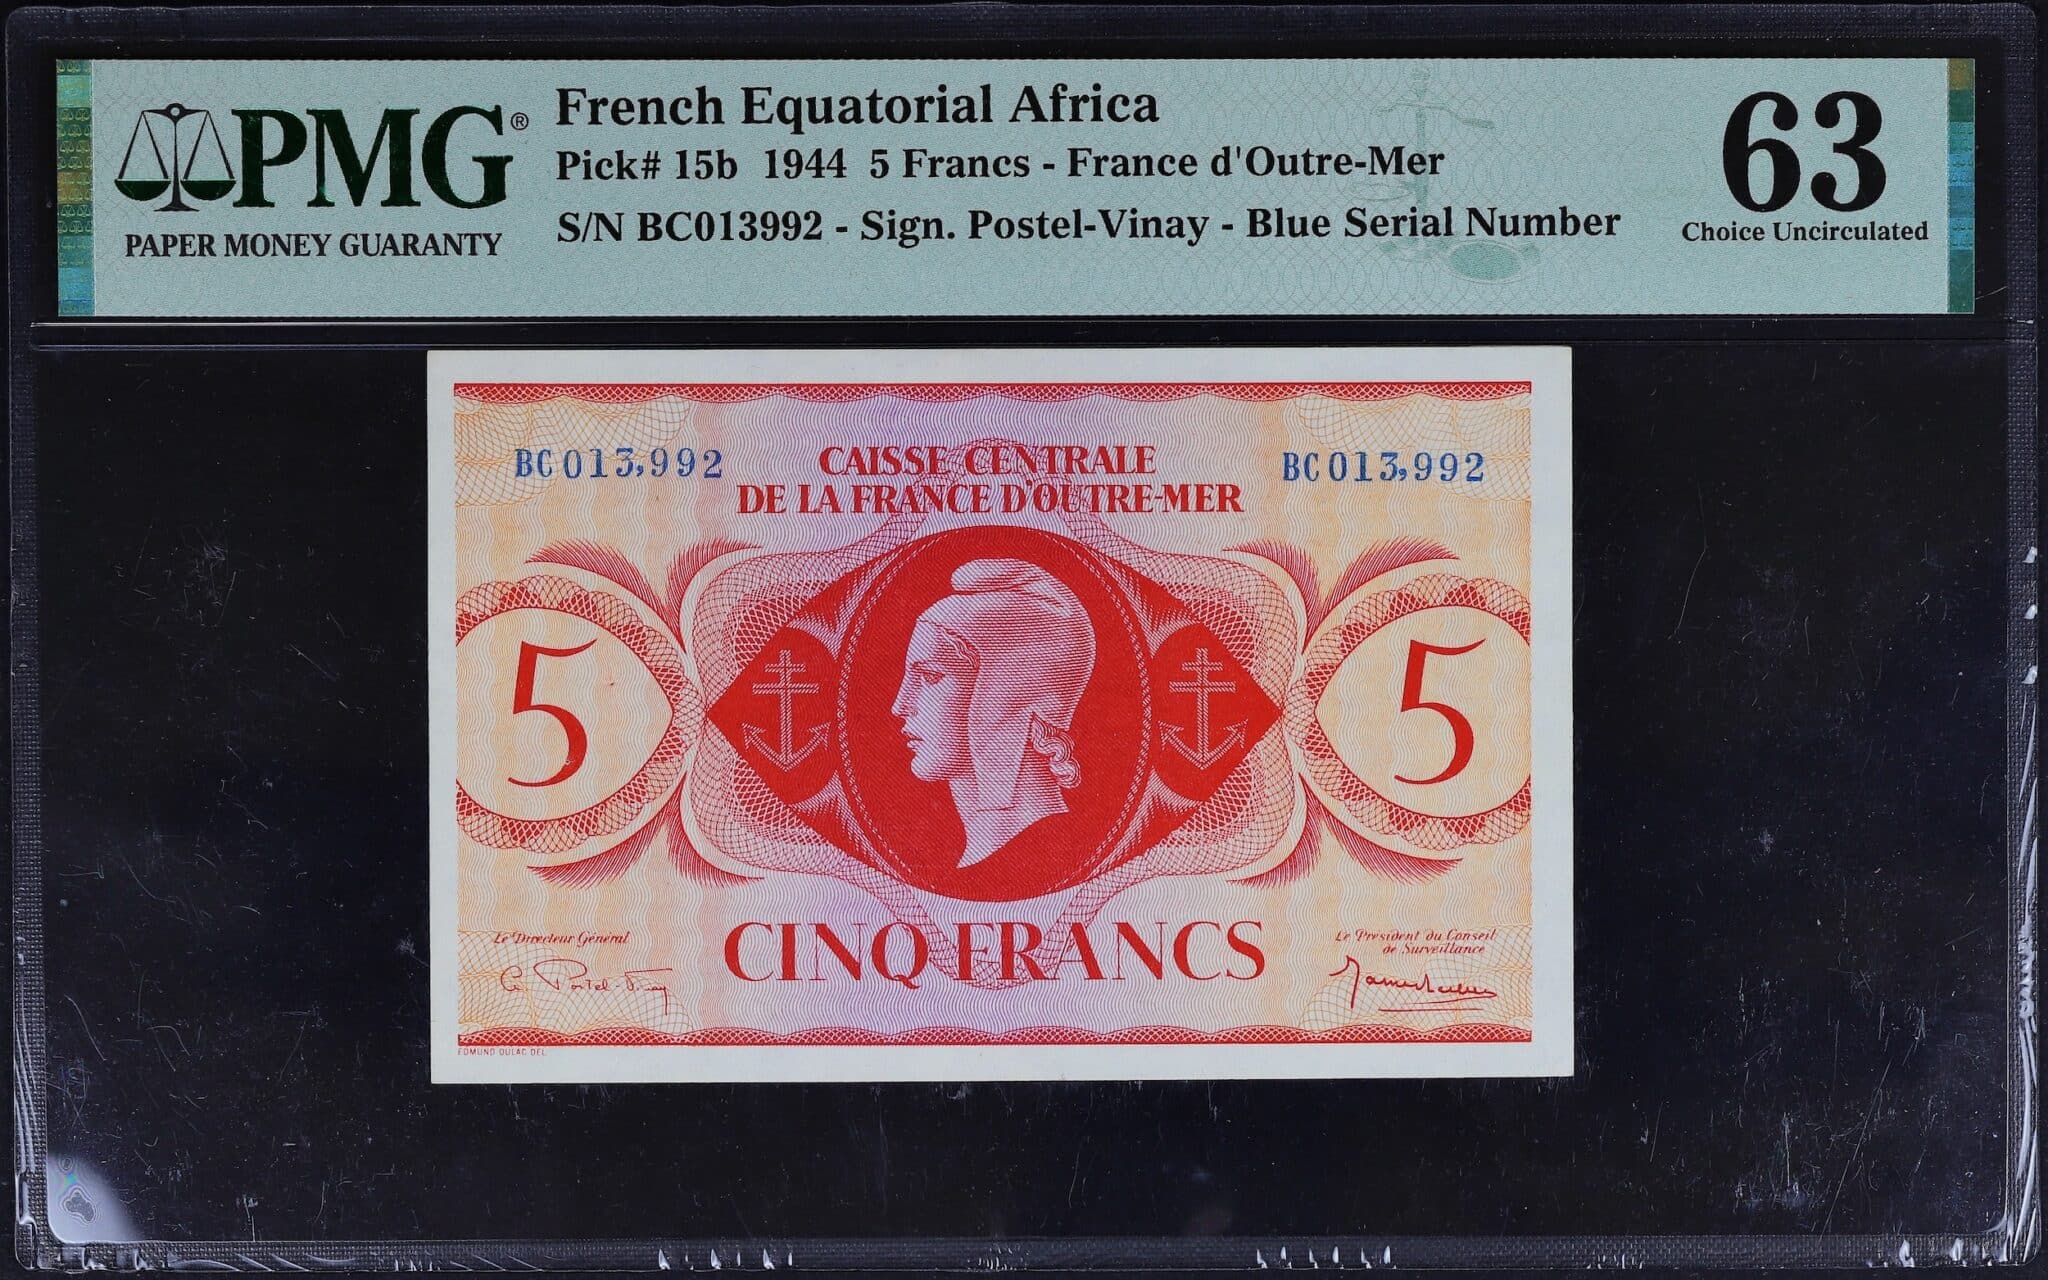 PMG®
PAPER MONEY GUARANTY
French Equatorial Africa
Pick# 15b 1944 5 Francs - France d'Outre-Mer
S/N BC013992 - Sign. Postel-Vinay - Blue Serial Number
63
Choice Uncirculated
BC013,992
CAISSE CENTRALE
DE LA FRANCE D'OUTRE-MER
BC013,992
5
5
CINQ FRANCS
Le Directeur Général
Postel-Vinay
Le Président du Conseil
de Surveillance
EDMUND DULAC DEL.